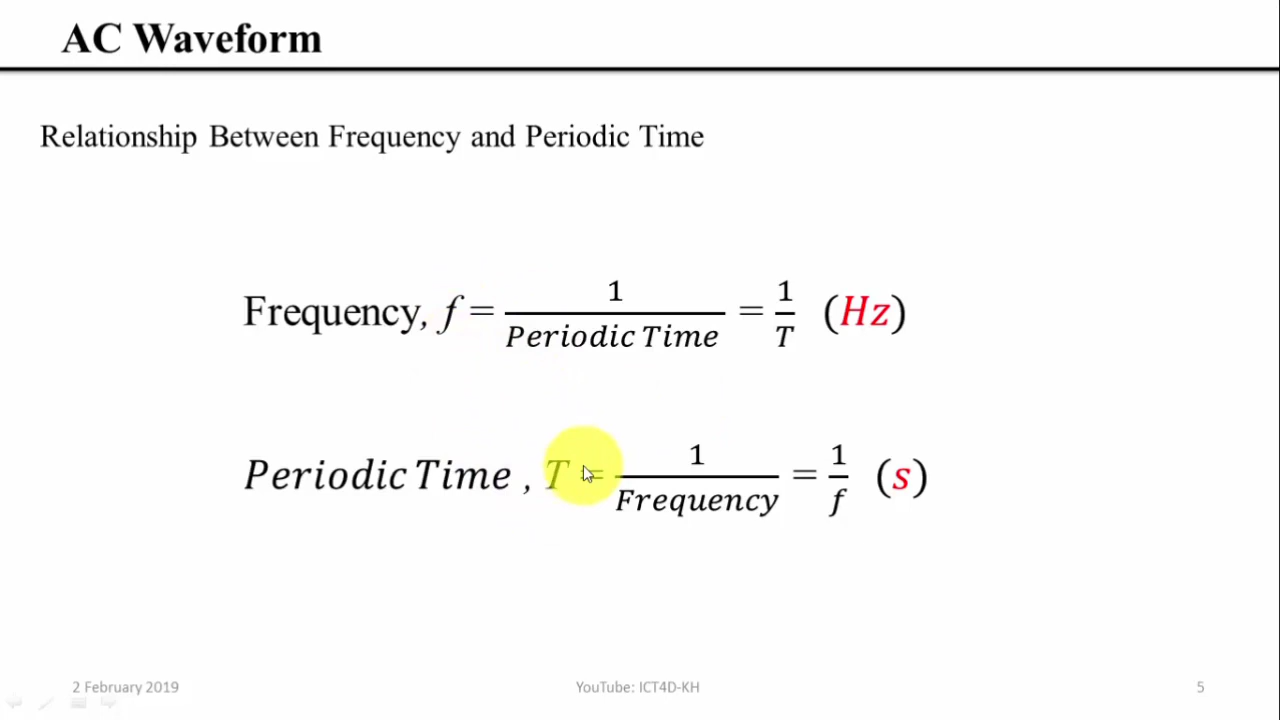 AC Waveform
Relationship Between Frequency and Periodic Time
Frequency, f = 1 / Periodic Time = 1 / T (Hz)
Periodic Time , T = 1 / Frequency = 1 / f (s)
2 February 2019 YouTube: ICT4D-KH 5